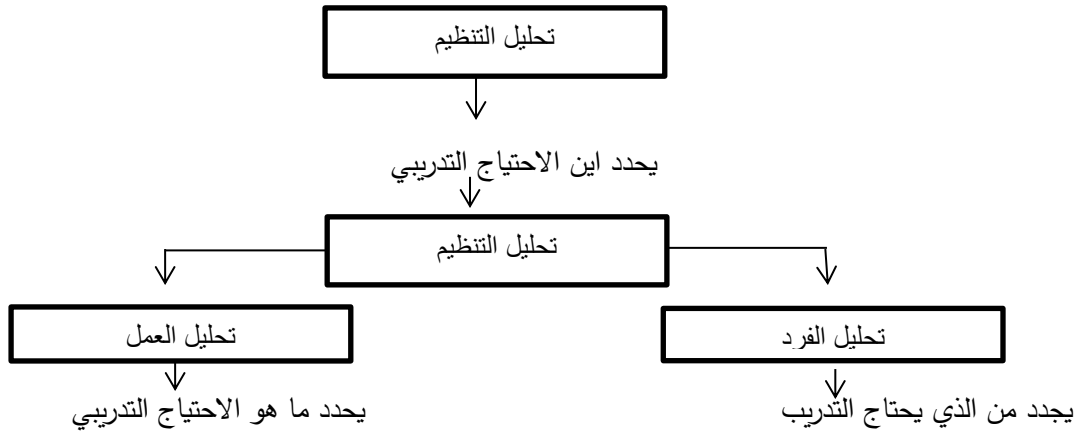 تحليل التنظيم
يحدد اين الاحتياج التدريبي
تحليل التنظيم
تحليل الفرد
تحليل العمل
يجدد من الذي يحتاج التدريب
يحدد ما هو الاحتياج التدريبي